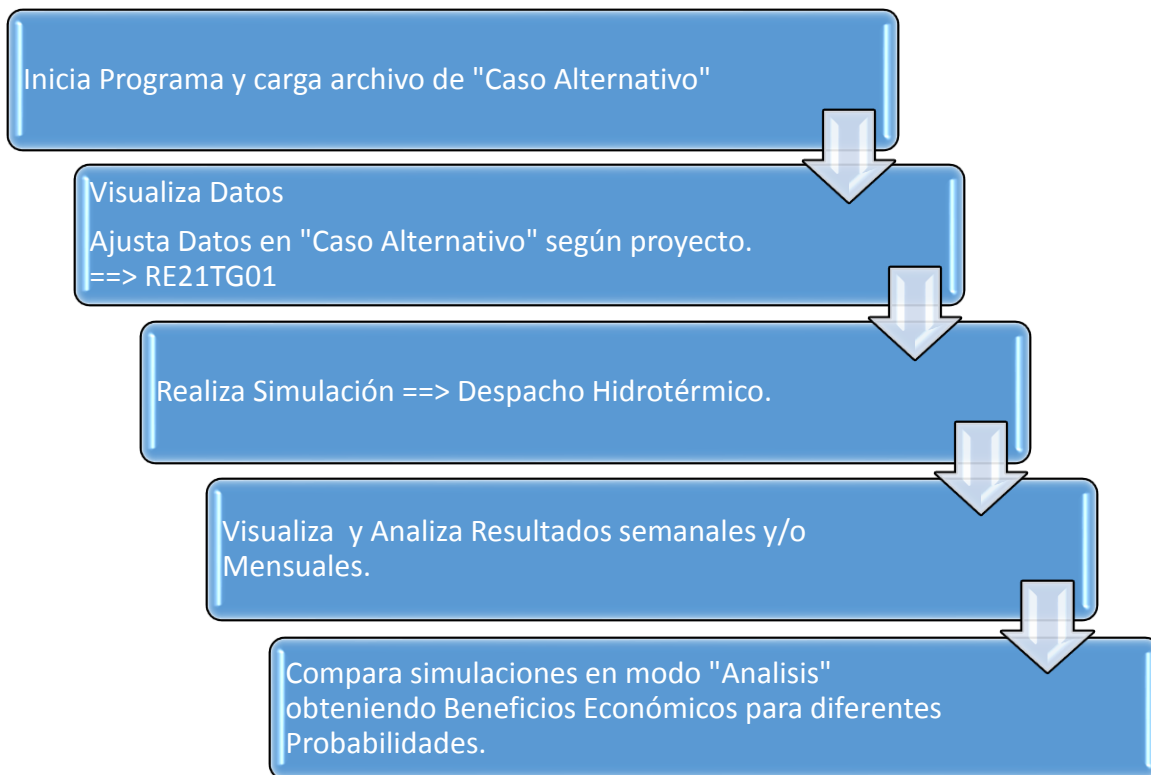 Inicia Programa y carga archivo de "Caso Alternativo"
Visualiza Datos
Ajusta Datos en "Caso Alternativo" según proyecto.
==> RE21TG01
Realiza Simulación ==> Despacho Hidrotérmico.
Visualiza  y Analiza Resultados semanales y/o
Mensuales.
Compara simulaciones en modo "Analisis"
obteniendo Beneficios Económicos para diferentes
Probabilidades.